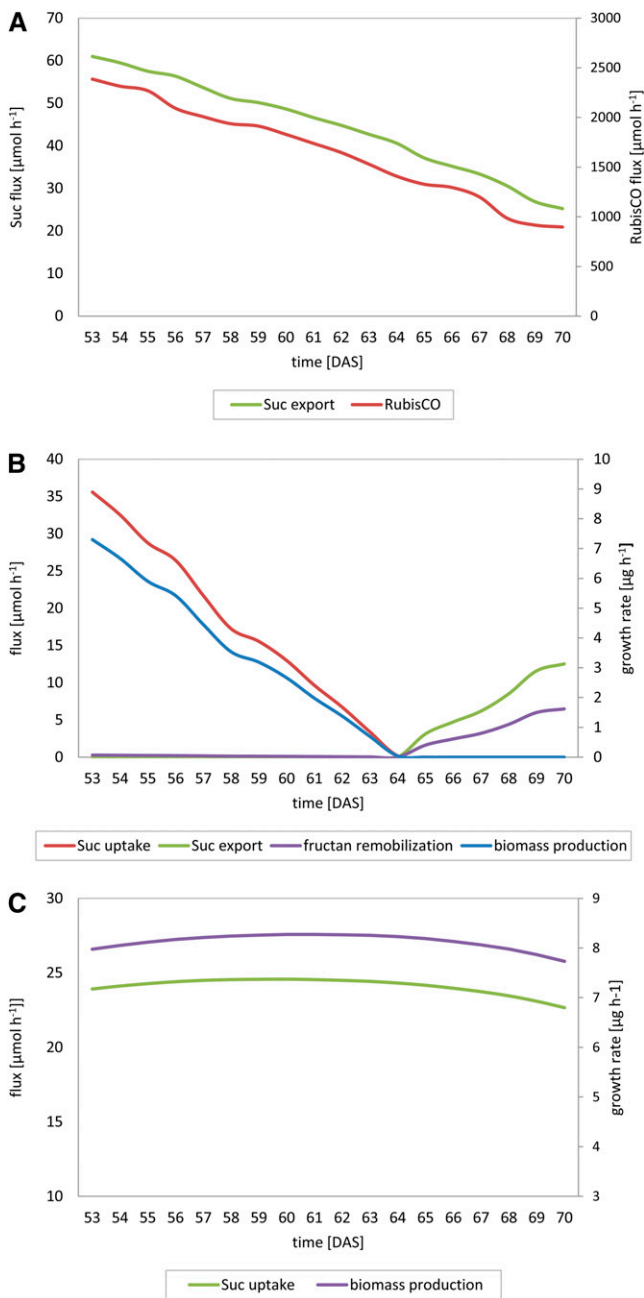 A
70
60
50
40
30
20
10
0
Suc flux [µmol h⁻¹]
3000
2500
2000
1500
1000
500
0
RubisCO flux [µmol h⁻¹]
53 54 55 56 57 58 59 60 61 62 63 64 65 66 67 68 69 70
time [DAS]
Suc export RubisCO
B
40
35
30
25
20
15
10
5
0
flux [µmol h⁻¹]
10
9
8
7
6
5
4
3
2
1
0
growth rate [µg h⁻¹]
53 54 55 56 57 58 59 60 61 62 63 64 65 66 67 68 69 70
time [DAS]
Suc uptake Suc export fructan remobilization biomass production
C
30
25
20
15
10
flux [µmol h⁻¹]]
9
8
7
6
5
4
3
growth rate [µg h-1]
53 54 55 56 57 58 59 60 61 62 63 64 65 66 67 68 69 70
time [DAS]
Suc uptake biomass production